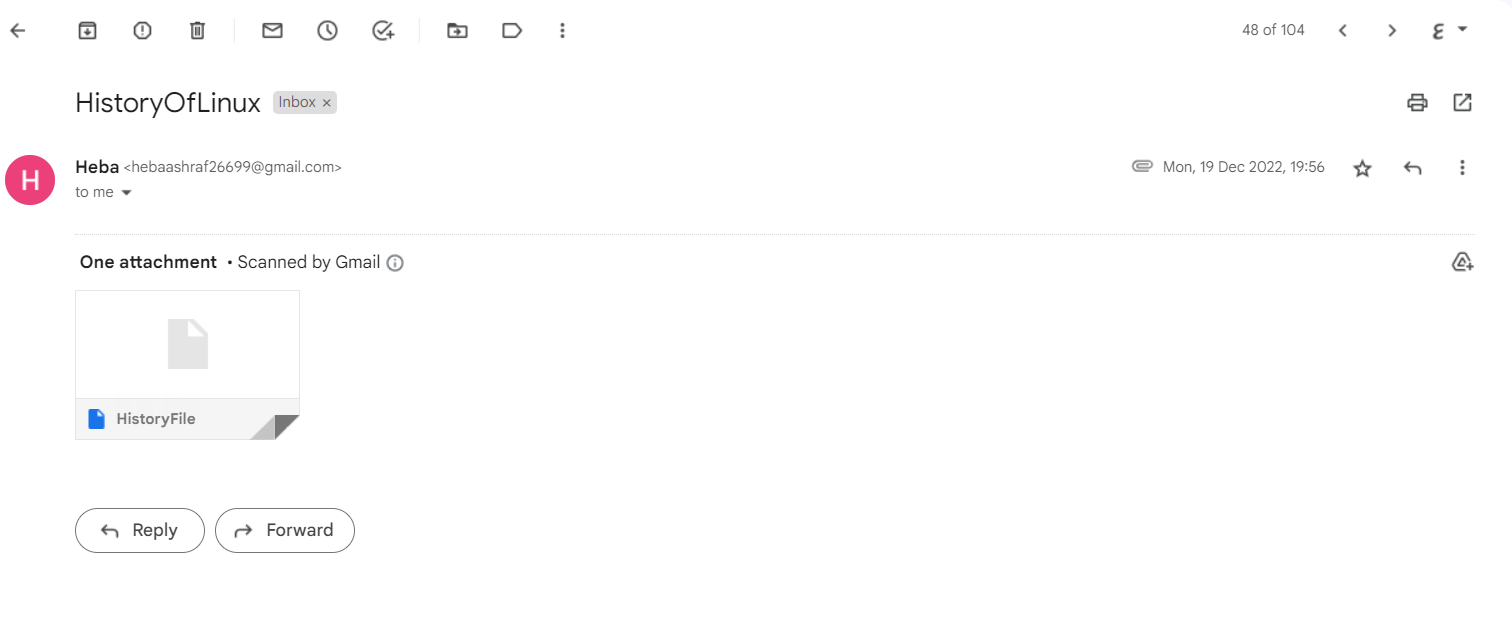 48 of 104
HistoryOfLinux Inbox ×
Heba <hebaashraf26699@gmail.com> Mon, 19 Dec 2022, 19:56
H
to me
One attachment • Scanned by Gmail
HistoryFile
Reply Forward